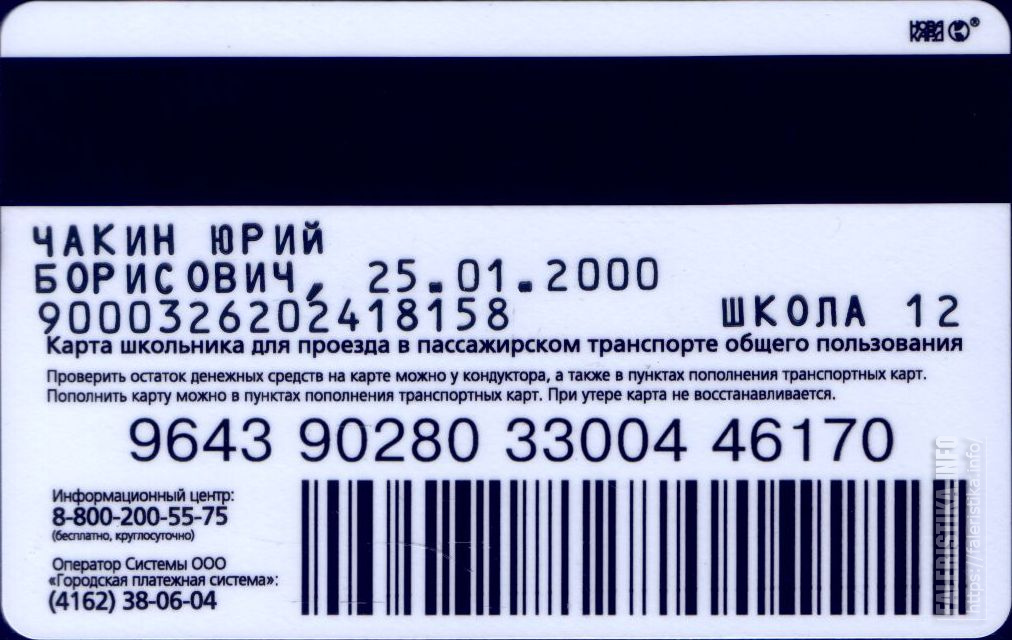 НОВА КАРД ®
ЧАКИН ЮРИЙ
БОРИСОВИЧ, 25.01.2000
9000326202418158 ШКОЛА 12
Карта школьника для проезда в пассажирском транспорте общего пользования
Проверить остаток денежных средств на карте можно у кондуктора, а также в пунктах пополнения транспортных карт.
Пополнить карту можно в пунктах пополнения транспортных карт. При утере карта не восстанавливается.
9643 90280 33004 46170
Информационный центр:
8-800-200-55-75
(бесплатно, круглосуточно)
Оператор Системы ООО
«Городская платежная система»:
(4162) 38-06-04
FALERISTIKA.INFO
https://faleristika.info/